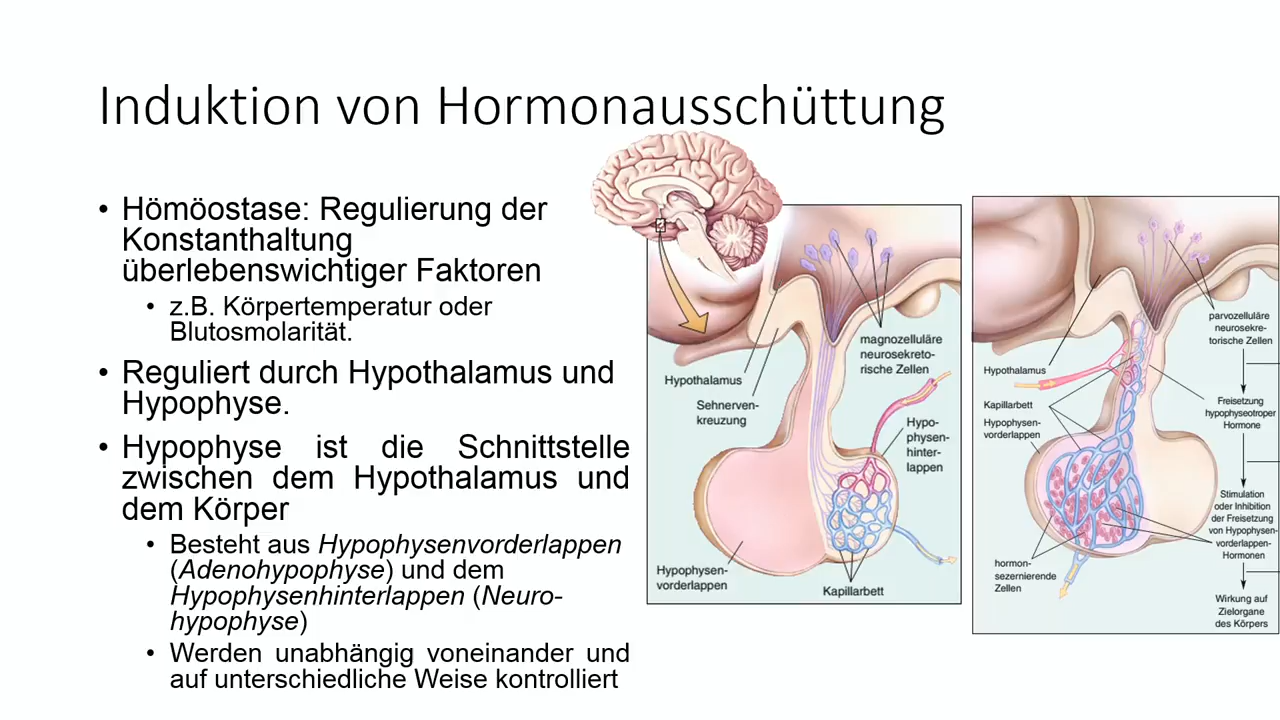 Induktion von Hormonausschüttung
• Hömöostase: Regulierung der
Konstanthaltung
überlebenswichtiger Faktoren
• z.B. Körpertemperatur oder
Blutosmolarität.
• Reguliert durch Hypothalamus und
Hypophyse.
• Hypophyse ist die Schnittstelle
zwischen dem Hypothalamus und
dem Körper
• Besteht aus Hypophysenvorderlappen
(Adenohypophyse) und dem
Hypophysenhinterlappen (Neuro-
hypophyse)
• Werden unabhängig voneinander und
auf unterschiedliche Weise kontrolliert
magnozelluläre
neurosekreto-
rische Zellen
Hypothalamus
Sehnerven-
kreuzung
Hypo-
physen-
hinter-
lappen
Hypophysen-
vorderlappen
Kapillarbett
parvozelluläre
neurosekre-
torische Zellen
Hypothalamus
Kapillarbett
Hypophysen-
vorderlappen
Freisetzung
hypophyseotroper
Hormone
Stimulation
oder Inhibition
der Freisetzung
von Hypophysen-
vorderlappen-
Hormonen
hormon-
sezernierende
Zellen
Wirkung auf
Zielorgane
des Körpers